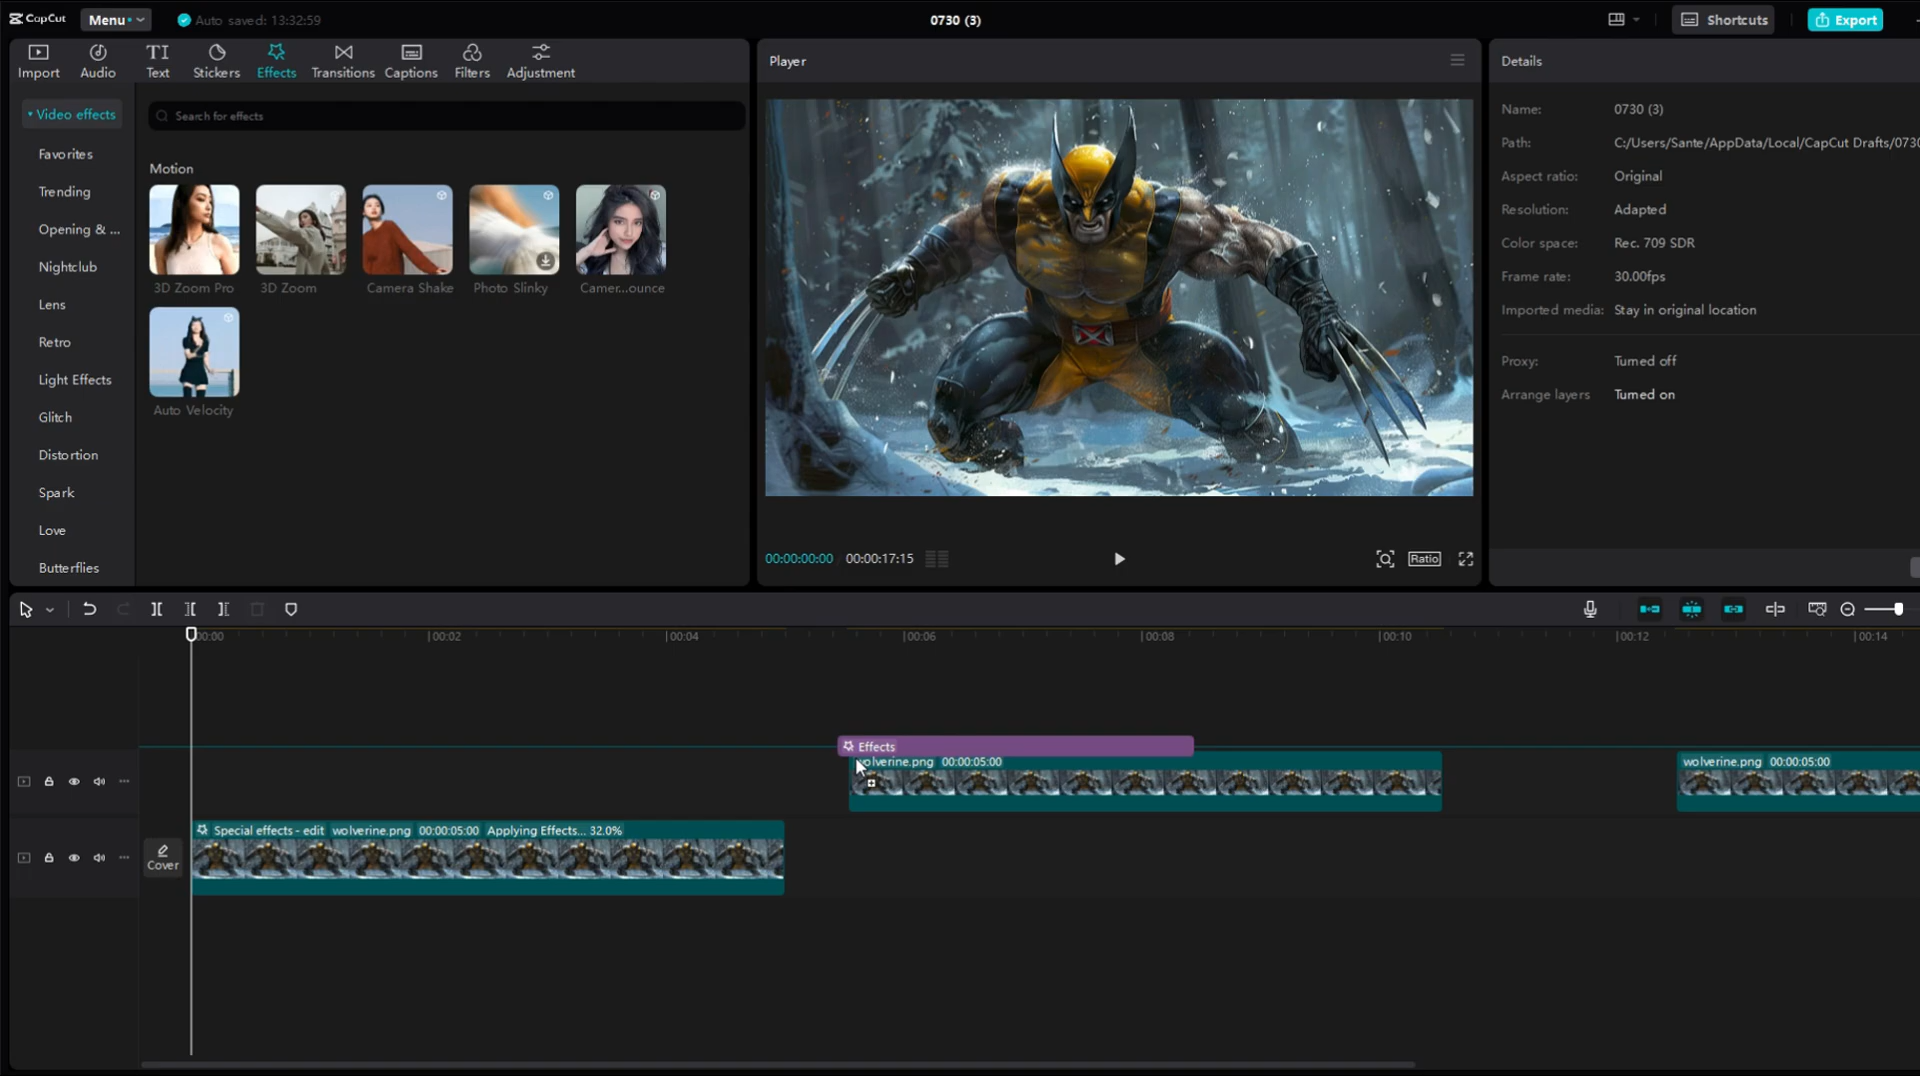 CapCut
Menu
Auto saved: 13:32:59
0730 (3)
Shortcuts
Export
Import
Audio
TI
Text
Stickers
Effects
Transitions
Captions
Filters
Adjustment
Player
Details
Video effects
Search for effects
Favorites
Trending
Opening & ...
Nightclub
Lens
Retro
Light Effects
Glitch
Distortion
Spark
Love
Butterflies
Motion
3D Zoom Pro
3D Zoom
Camera Shake
Photo Slinky
Camer...ounce
Auto Velocity
00:00:00:00
00:00:17:15
Ratio
Name: 0730 (3)
Path: C:/Users/Sante/AppData/Local/CapCut Drafts/0730
Aspect ratio: Original
Resolution: Adapted
Color space: Rec. 709 SDR
Frame rate: 30.00fps
Imported media: Stay in original location
Proxy: Turned off
Arrange layers Turned on
00:00
00:02
00:04
00:06
00:08
00:10
00:12
00:14
Effects
wolverine.png 00:00:05:00
wolverine.png 00:00:05:00
Special effects - edit wolverine.png 00:00:05:00 Applying Effects... 32.0%
Cover